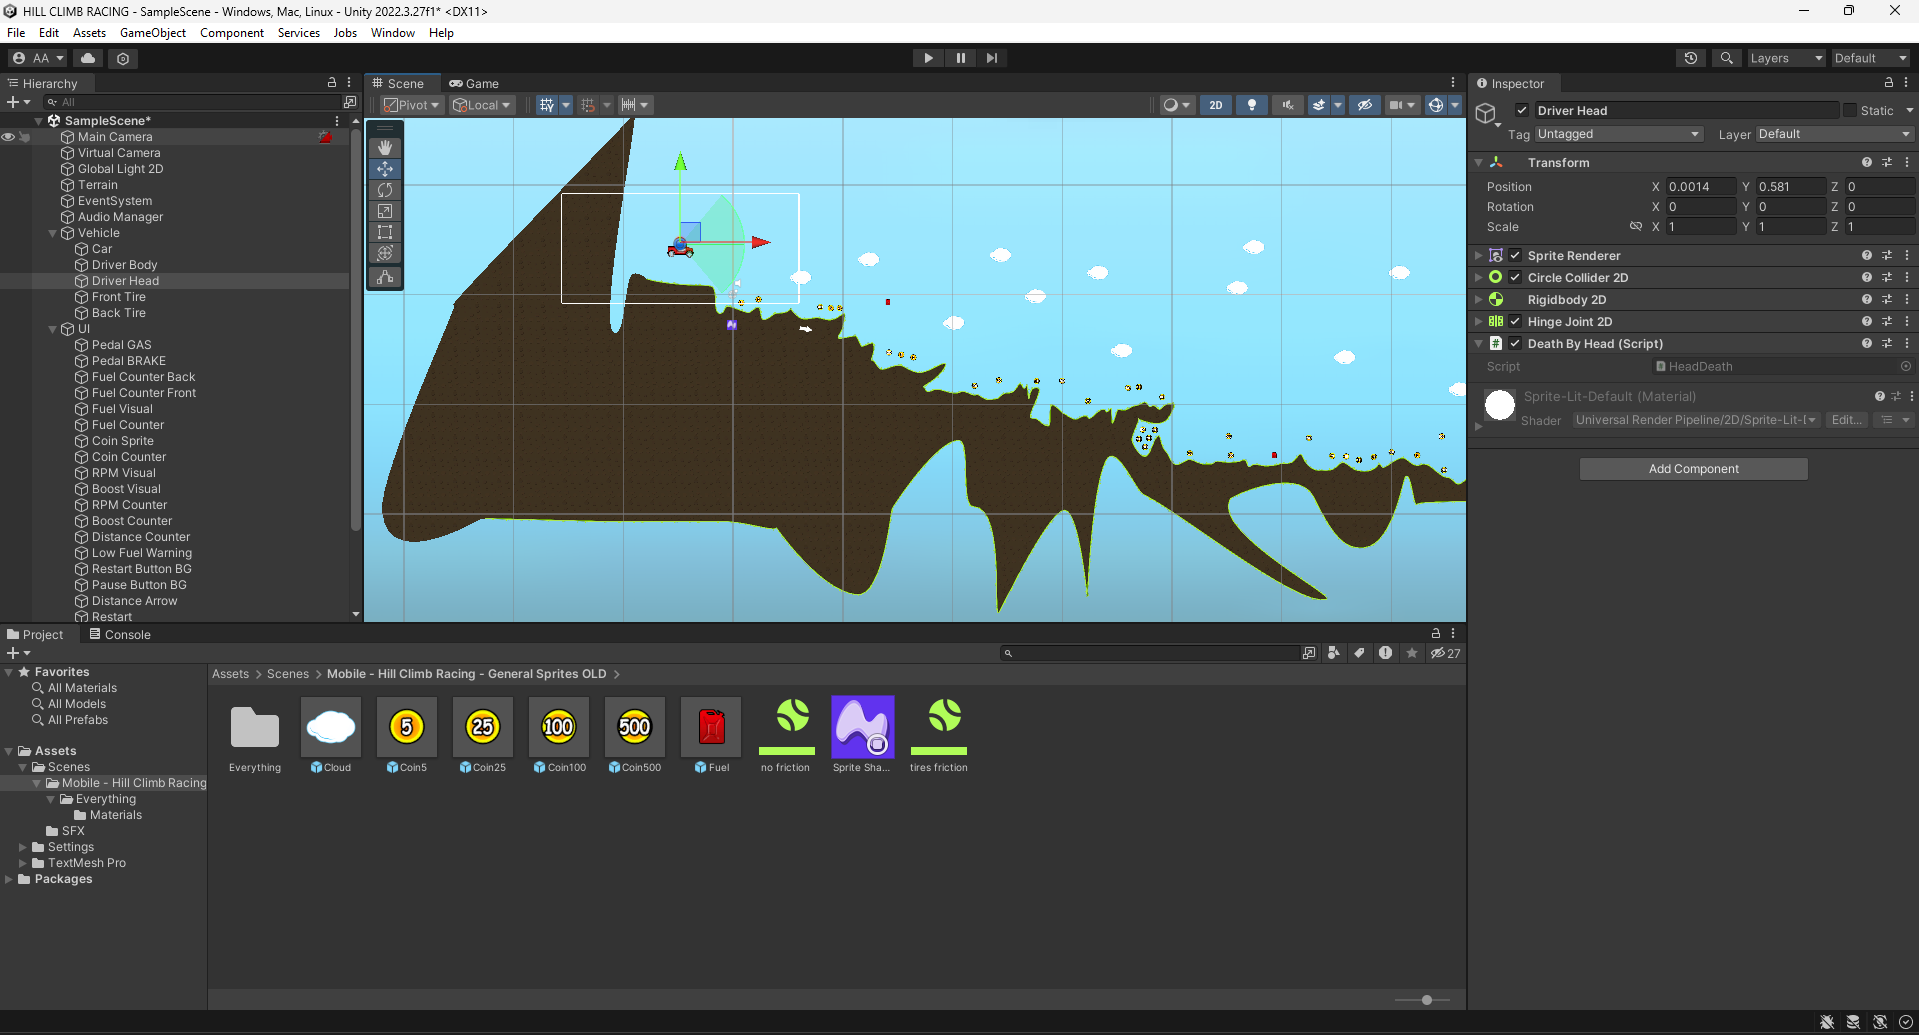 HILL CLIMB RACING - SampleScene - Windows, Mac, Linux - Unity 2022.3.27f1* <DX11>
File Edit Assets GameObject Component Services Jobs Window Help
AA
Layers
Default
Hierarchy
All
SampleScene*
Main Camera
Virtual Camera
Global Light 2D
Terrain
EventSystem
Audio Manager
Vehicle
Car
Driver Body
Driver Head
Front Tire
Back Tire
UI
Pedal GAS
Pedal BRAKE
Fuel Counter Back
Fuel Counter Front
Fuel Visual
Fuel Counter
Coin Sprite
Coin Counter
RPM Visual
Boost Visual
RPM Counter
Boost Counter
Distance Counter
Low Fuel Warning
Restart Button BG
Pause Button BG
Distance Arrow
Restart
Scene
Game
Pivot
Local
2D
Inspector
Driver Head
Static
Tag Untagged
Layer Default
Transform
Position X 0.0014 Y 0.581 Z 0
Rotation X 0 Y 0 Z 0
Scale X 1 Y 1 Z 1
Sprite Renderer
Circle Collider 2D
Rigidbody 2D
Hinge Joint 2D
Death By Head (Script)
Script HeadDeath
Sprite-Lit-Default (Material)
Shader Universal Render Pipeline/2D/Sprite-Lit-[ Edit...
Add Component
Project
Console
27
Favorites
All Materials
All Models
All Prefabs
Assets
Scenes
Mobile - Hill Climb Racing
Everything
Materials
SFX
Settings
TextMesh Pro
Packages
Assets > Scenes > Mobile - Hill Climb Racing - General Sprites OLD >
5
25
100
500
Everything
Cloud
Coin5
Coin25
Coin100
Coin500
Fuel
no friction
Sprite Sha...
tires friction